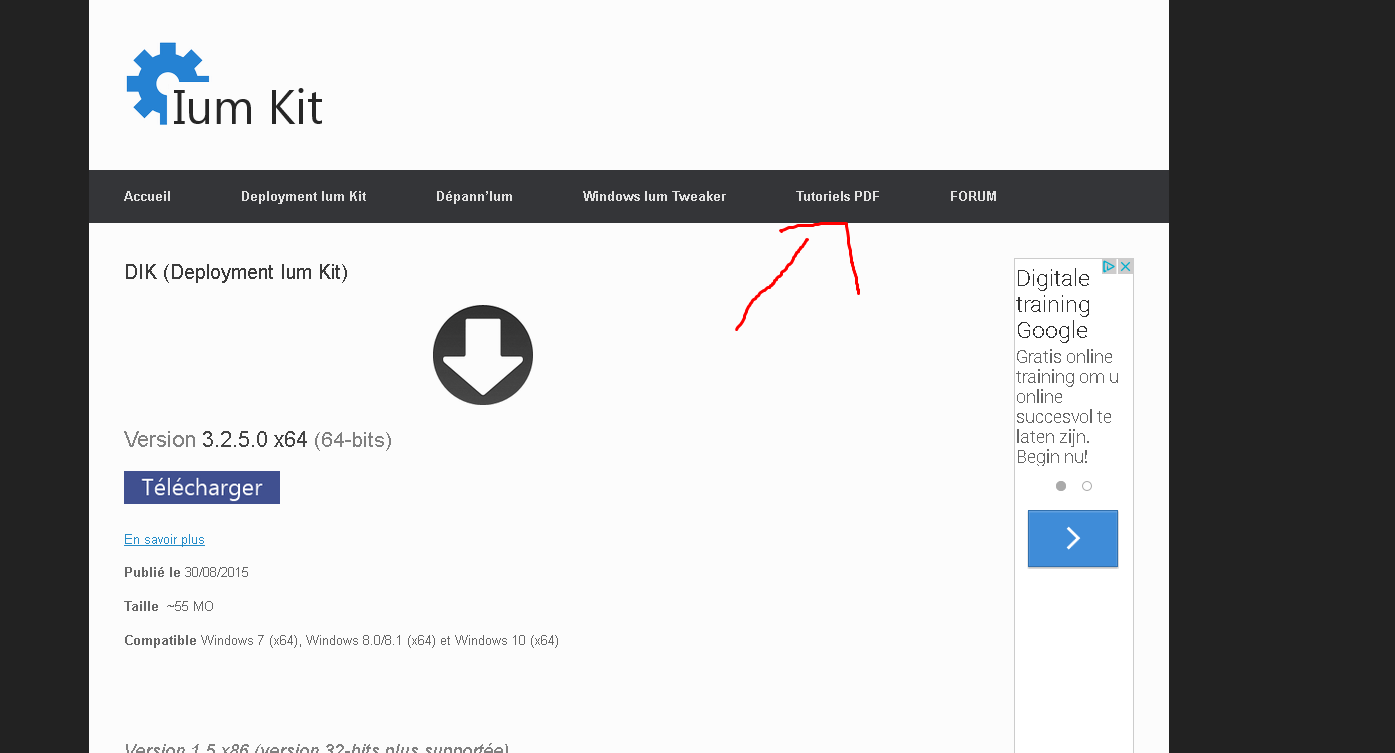 Ium Kit
Accueil
Deployment Ium Kit
Dépann’Ium
Windows Ium Tweaker
Tutoriels PDF
FORUM
DIK (Deployment Ium Kit)
Version 3.2.5.0 x64 (64-bits)
Télécharger
En savoir plus
Publié le 30/08/2015
Taille ~55 MO
Compatible Windows 7 (x64), Windows 8.0/8.1 (x64) et Windows 10 (x64)
Version 1.5 x86 (version 32-bits plus supportée)
Digitale
training
Google
Gratis online
training om u
online
succesvol te
laten zijn.
Begin nu!